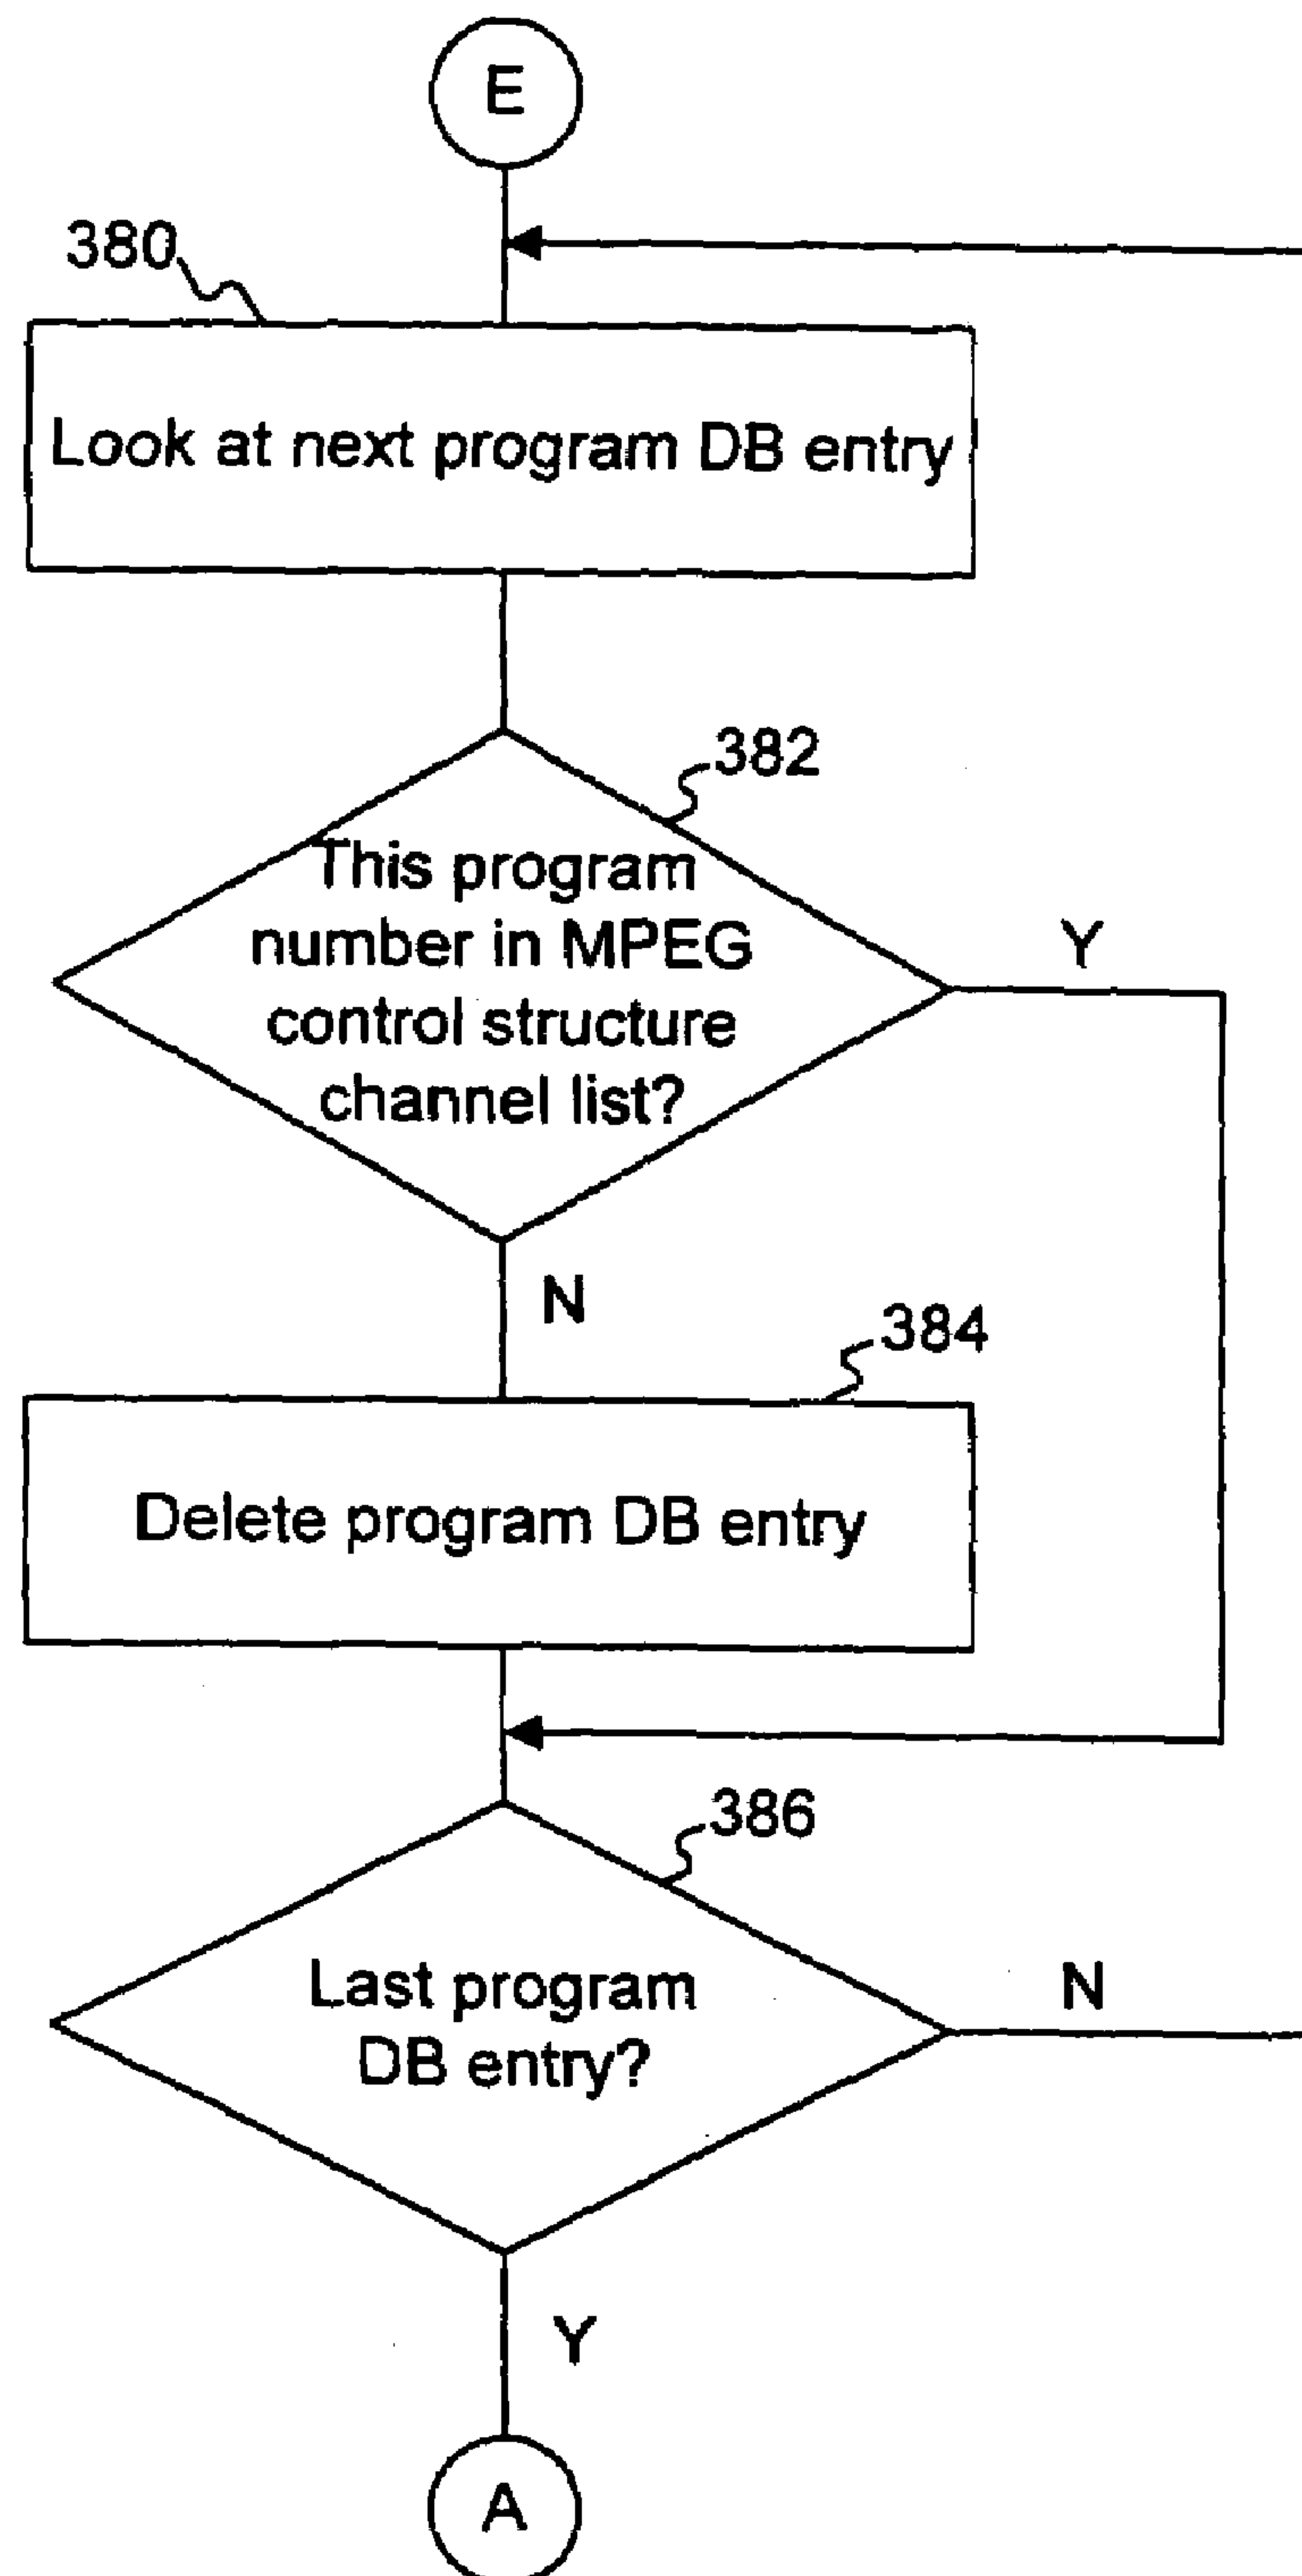 E
380
Look at next program DB entry
382
This program
number in MPEG
control structure
channel list?
Y
N
384
Delete program DB entry
386
Last program
DB entry?
N
Y
A